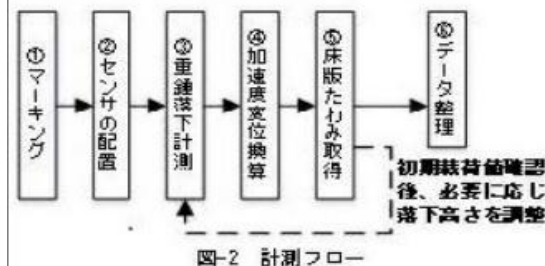 ①マーキング
②センサの配置
③重錘落下計測
④加速度変位換算
⑤床版たわみ取得
⑥データ整理
初期載荷値確認
後、必要に応じ
落下高さを調整
図-2 計測フロー